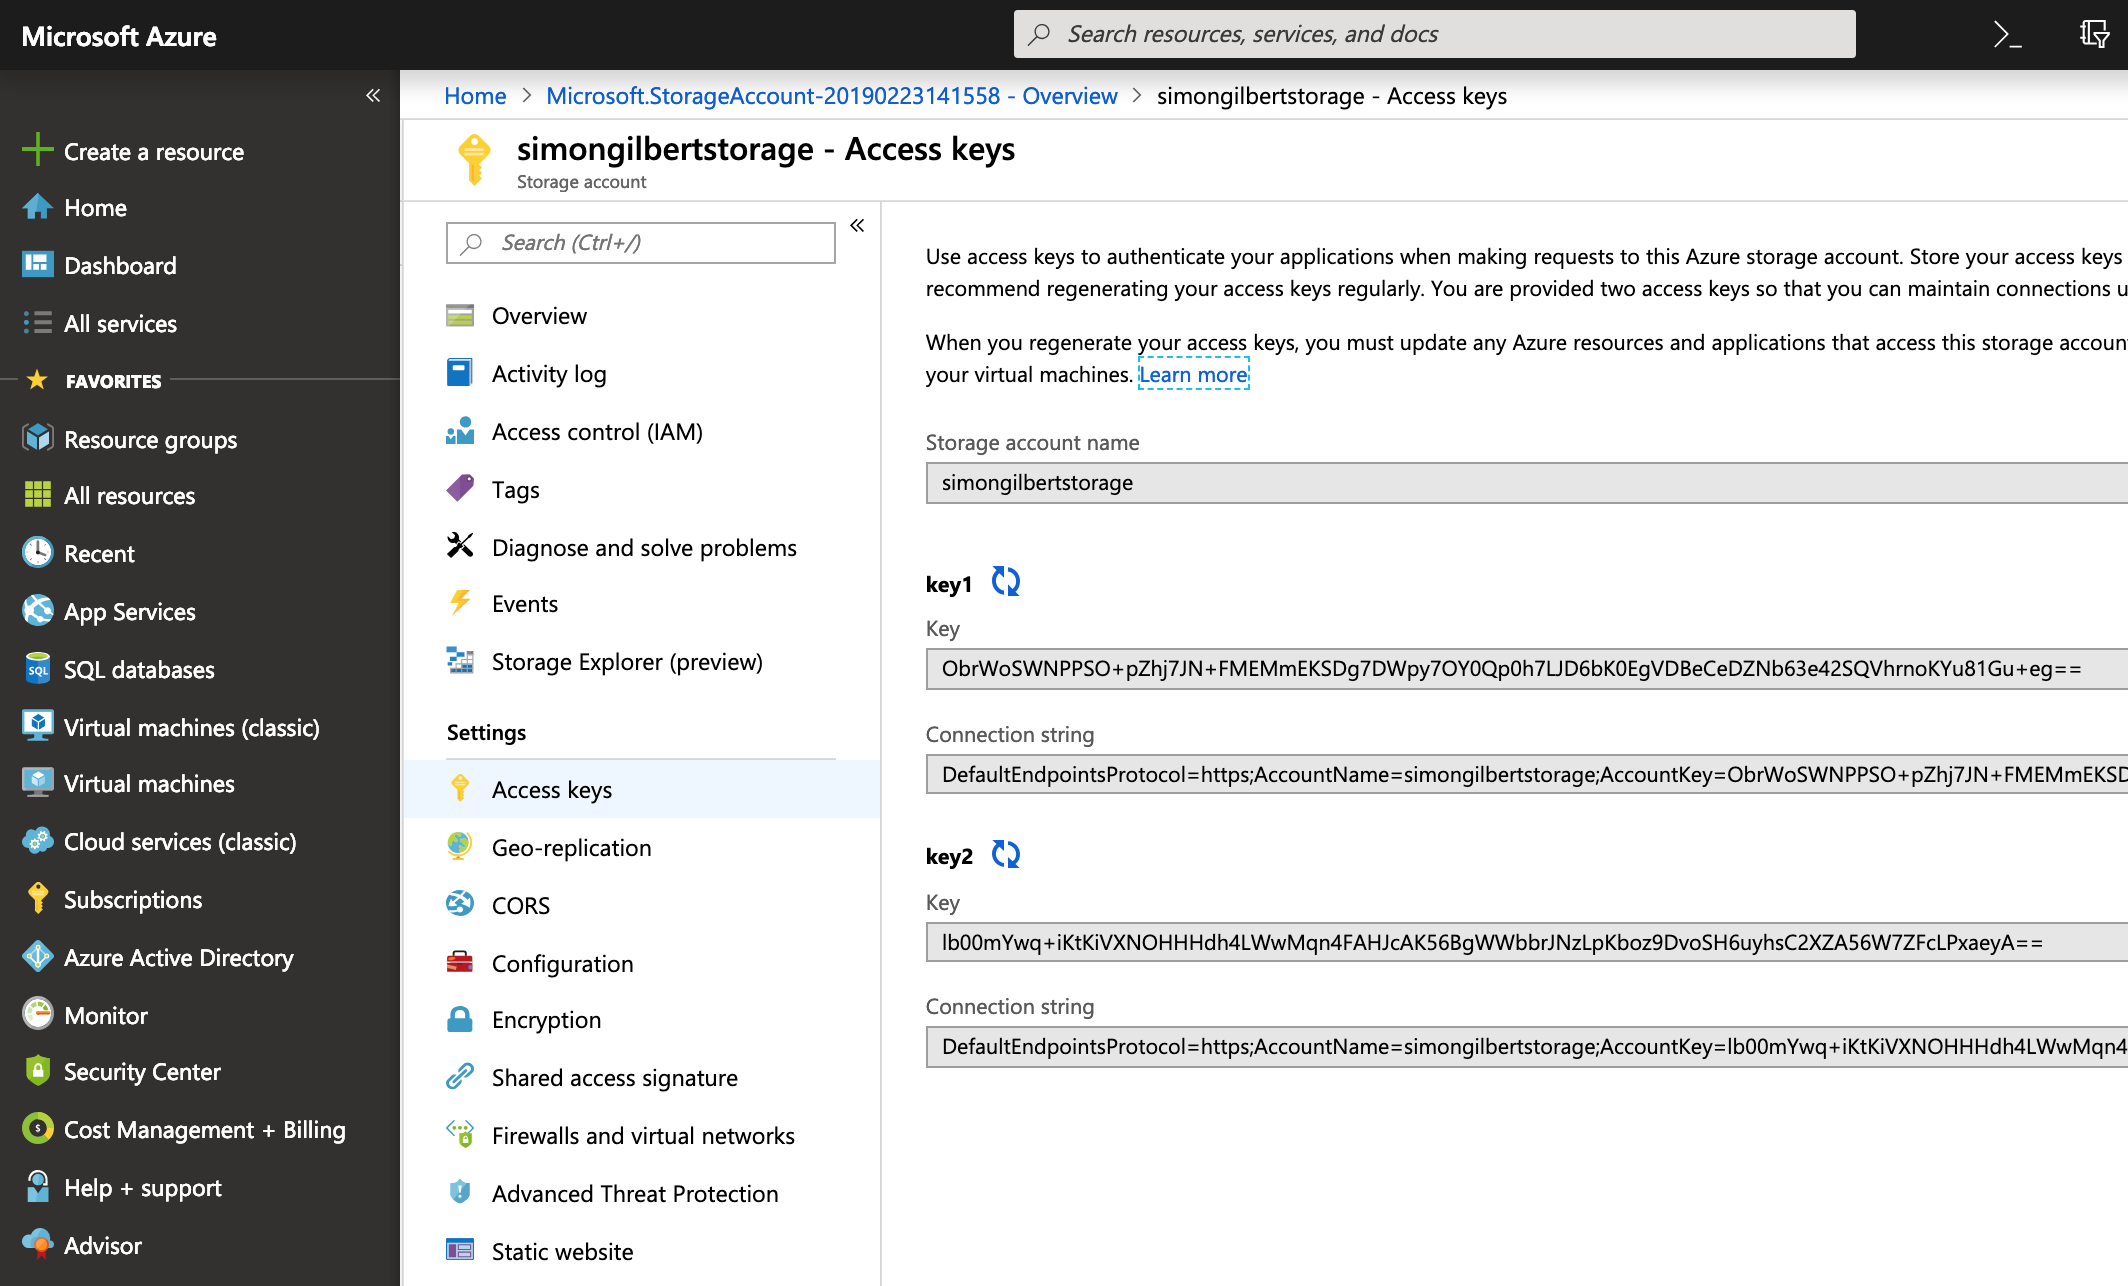 Microsoft Azure
Search resources, services, and docs
Home > Microsoft.StorageAccount-20190223141558 - Overview > simongilbertstorage - Access keys
simongilbertstorage - Access keys
Storage account
Create a resource
Home
Dashboard
All services
FAVORITES
Resource groups
All resources
Recent
App Services
SQL databases
Virtual machines (classic)
Virtual machines
Cloud services (classic)
Subscriptions
Azure Active Directory
Monitor
Security Center
Cost Management + Billing
Help + support
Advisor
Search (Ctrl+/)
Overview
Activity log
Access control (IAM)
Tags
Diagnose and solve problems
Events
Storage Explorer (preview)
Settings
Access keys
Geo-replication
CORS
Configuration
Encryption
Shared access signature
Firewalls and virtual networks
Advanced Threat Protection
Static website
Use access keys to authenticate your applications when making requests to this Azure storage account. Store your access keys
recommend regenerating your access keys regularly. You are provided two access keys so that you can maintain connections u
When you regenerate your access keys, you must update any Azure resources and applications that access this storage accoun
your virtual machines. Learn more
Storage account name
simongilbertstorage
key1
Key
ObrWoSWNPPSO+pZhj7JN+FMEMmEKSDg7DWpy7OY0Qp0h7LJD6bK0EgVDBeCeDZNb63e42SQVhrnoKYu81Gu+eg==
Connection string
DefaultEndpointsProtocol=https;AccountName=simongilbertstorage;AccountKey=ObrWoSWNPPSO+pZhj7JN+FMEMmEKSD
key2
Key
lb00mYwq+iKtKiVXNOHHHdh4LWwMqn4FAHJcAK56BgWWbbrJNzLpKboz9DvoSH6uyhsC2XZA56W7ZFcLPxaeyA==
Connection string
DefaultEndpointsProtocol=https;AccountName=simongilbertstorage;AccountKey=lb00mYwq+iKtKiVXNOHHHdh4LWwMqn4